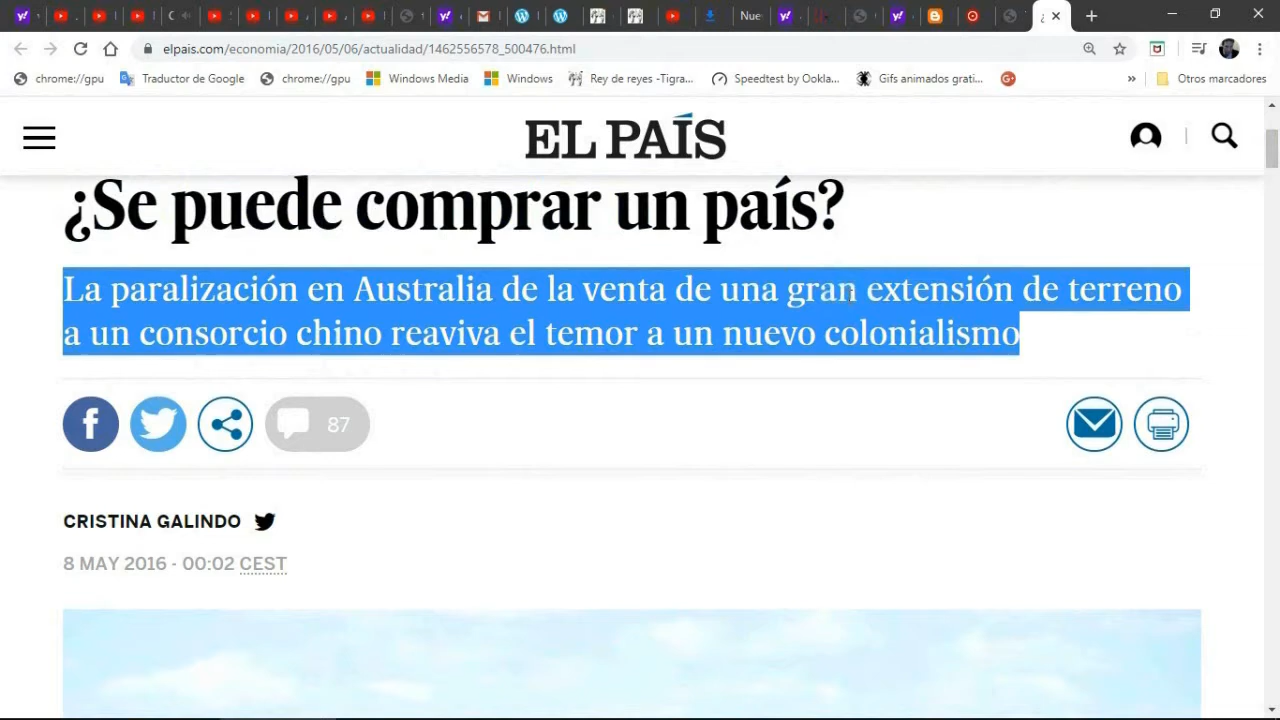 Nue
elpais.com/economia/2016/05/06/actualidad/1462556578_500476.html
chrome://gpu
Traductor de Google
chrome://gpu
Windows Media
Windows
Rey de reyes -Tigra...
Speedtest by Ookla...
Gifs animados grati...
»
Otros marcadores
EL PAÍS
¿Se puede comprar un país?
La paralización en Australia de la venta de una gran extensión de terreno
a un consorcio chino reaviva el temor a un nuevo colonialismo
87
CRISTINA GALINDO
8 MAY 2016 - 00:02 CEST